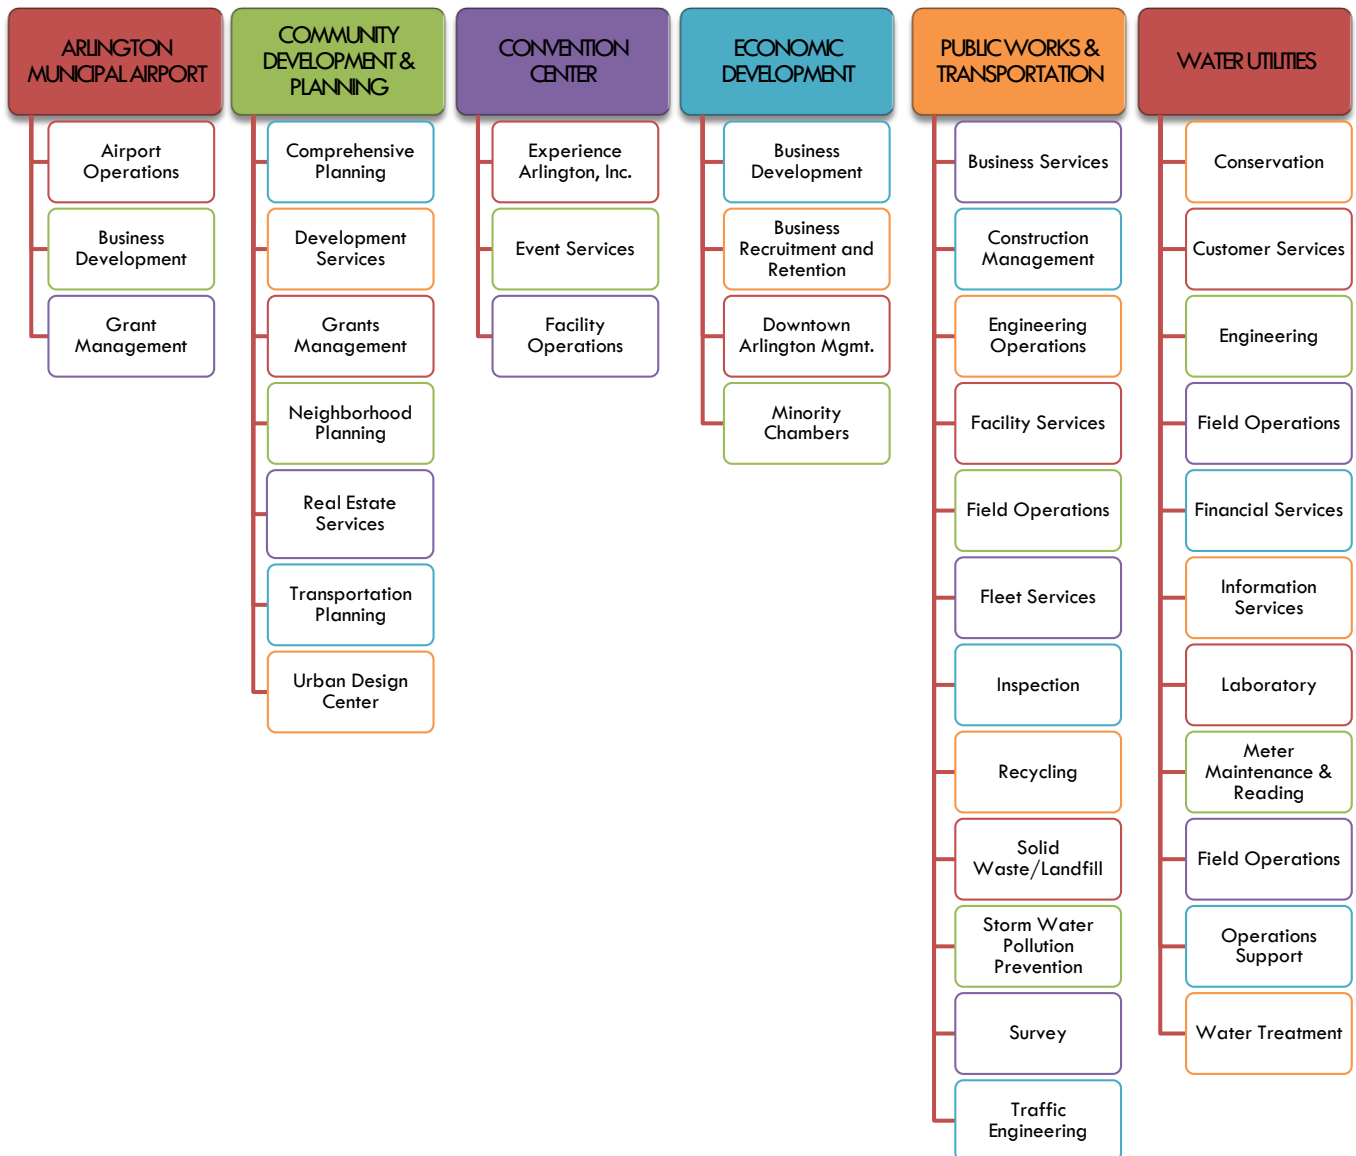 ARLINGTON
MUNICIPAL AIRPORT
Airport
Operations
Business
Development
Grant
Management
COMMUNITY
DEVELOPMENT &
PLANNING
Comprehensive
Planning
Development
Services
Grants
Management
Neighborhood
Planning
Real Estate
Services
Transportation
Planning
Urban Design
Center
CONVENTION
CENTER
Experience
Arlington, Inc.
Event Services
Facility
Operations
ECONOMIC
DEVELOPMENT
Business
Development
Business
Recruitment and
Retention
Downtown
Arlington Mgmt.
Minority
Chambers
PUBLIC WORKS &
TRANSPORTATION
Business Services
Construction
Management
Engineering
Operations
Facility Services
Field Operations
Fleet Services
Inspection
Recycling
Solid
Waste/Landfill
Storm Water
Pollution
Prevention
Survey
Traffic
Engineering
WATER UTILITIES
Conservation
Customer Services
Engineering
Field Operations
Financial Services
Information
Services
Laboratory
Meter
Maintenance &
Reading
Field Operations
Operations
Support
Water Treatment